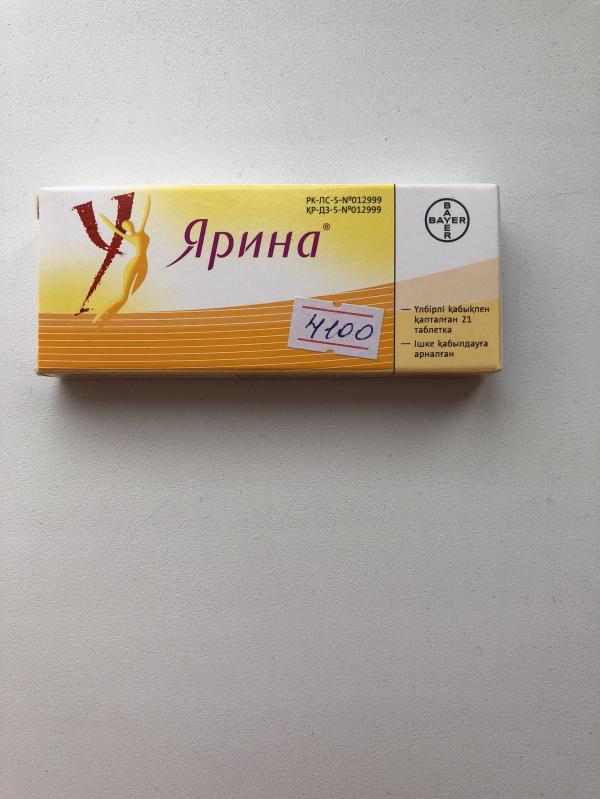 РК-ЛС-5-№012999
ҚР-ДЗ-5-№012999
Ярина®
BAYER
BAYER
4100
— Үлбірлі қабықпен
қапталған 21
таблетка
— Ішке қабылдауға
арналған